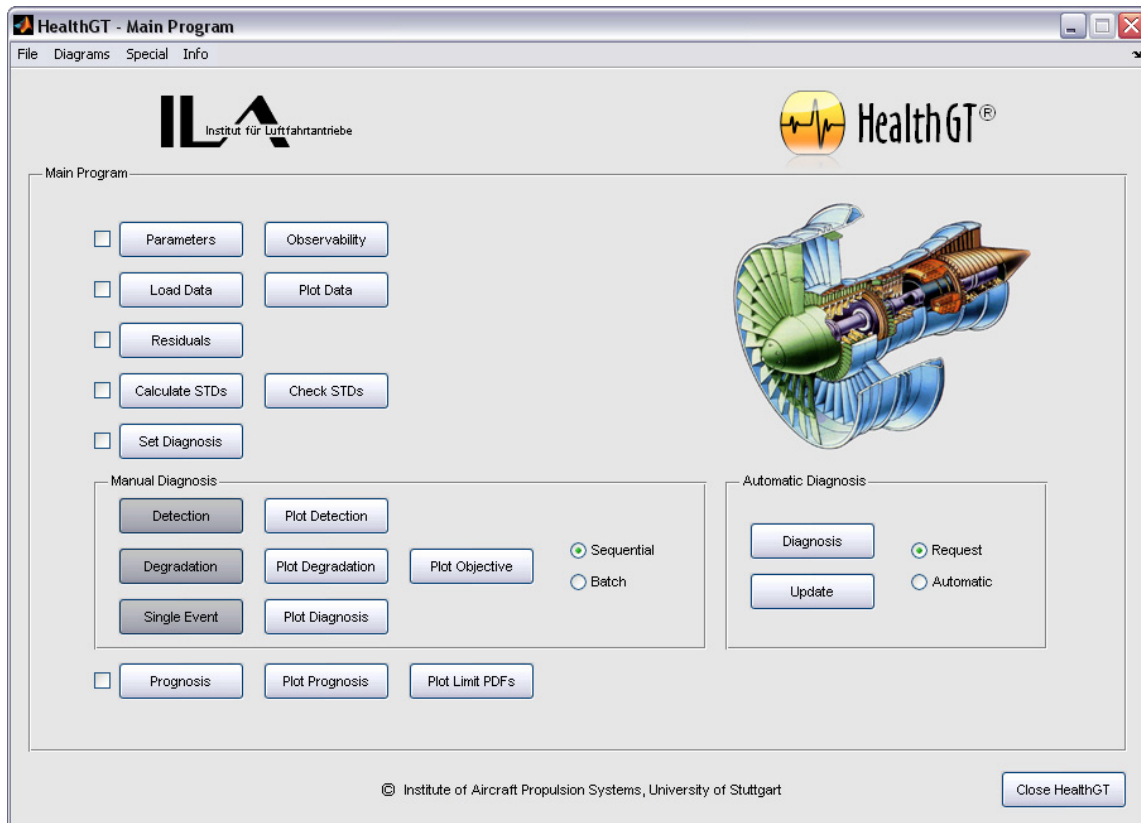 HealthGT - Main Program
File Diagrams Special Info
ILA
Institut für Luftfahrtantriebe
HealthGT®
Main Program
Parameters Observability
Load Data Plot Data
Residuals
Calculate STDs Check STDs
Set Diagnosis
Manual Diagnosis
Detection Plot Detection
Degradation Plot Degradation Plot Objective
Single Event Plot Diagnosis
Sequential
Batch
Automatic Diagnosis
Diagnosis
Update
Request
Automatic
Prognosis Plot Prognosis Plot Limit PDFs
© Institute of Aircraft Propulsion Systems, University of Stuttgart
Close HealthGT